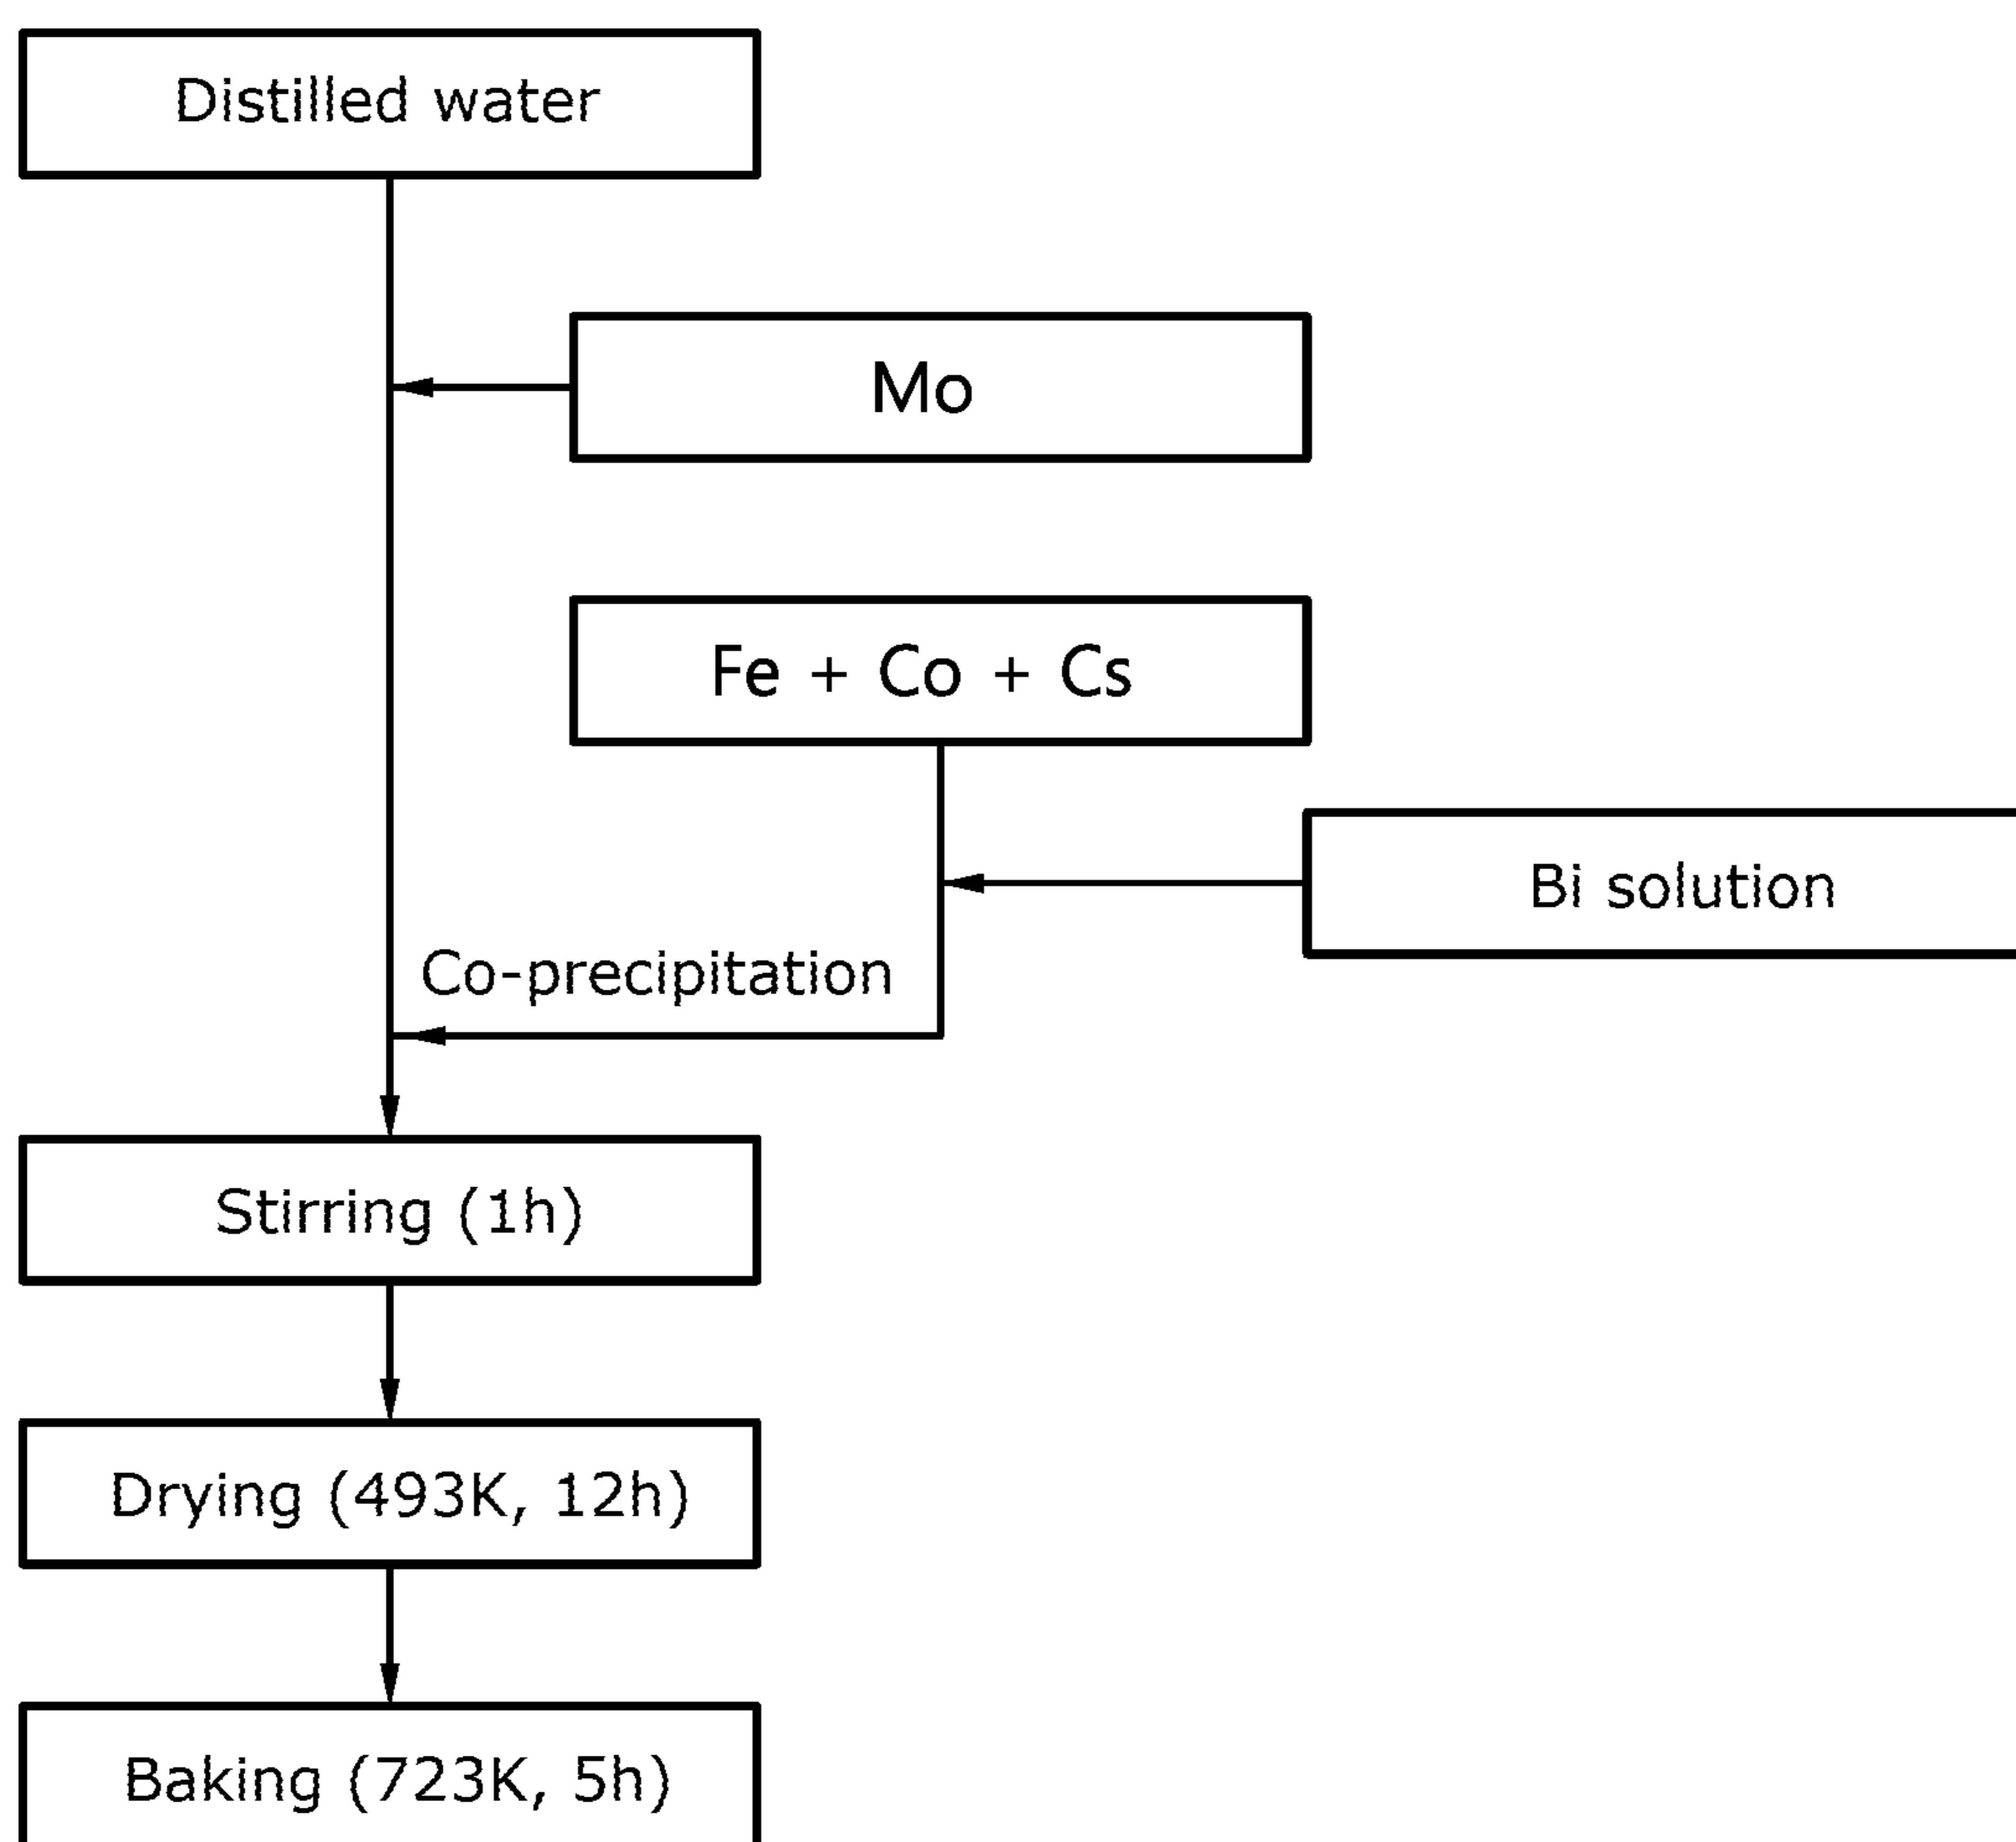 Distilled water
Mo
Fe + Co + Cs
Bi solution
Co-precipitation
Stirring (1h)
Drying (493K, 12h)
Baking (723K, 5h)